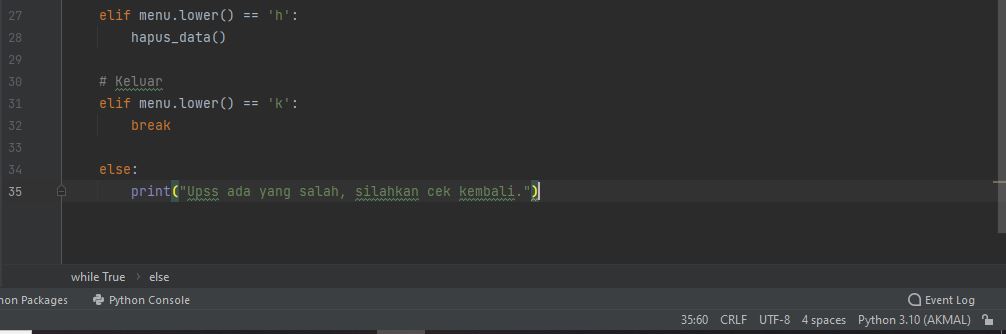 27 elif menu.lower() == 'h':
28 hapus_data()
29
30 # Keluar
31 elif menu.lower() == 'k':
32 break
33
34 else:
35 print("Upss ada yang salah, silahkan cek kembali.")
while True > else
hon Packages Python Console Event Log
35:60 CRLF UTF-8 4 spaces Python 3.10 (AKMAL)